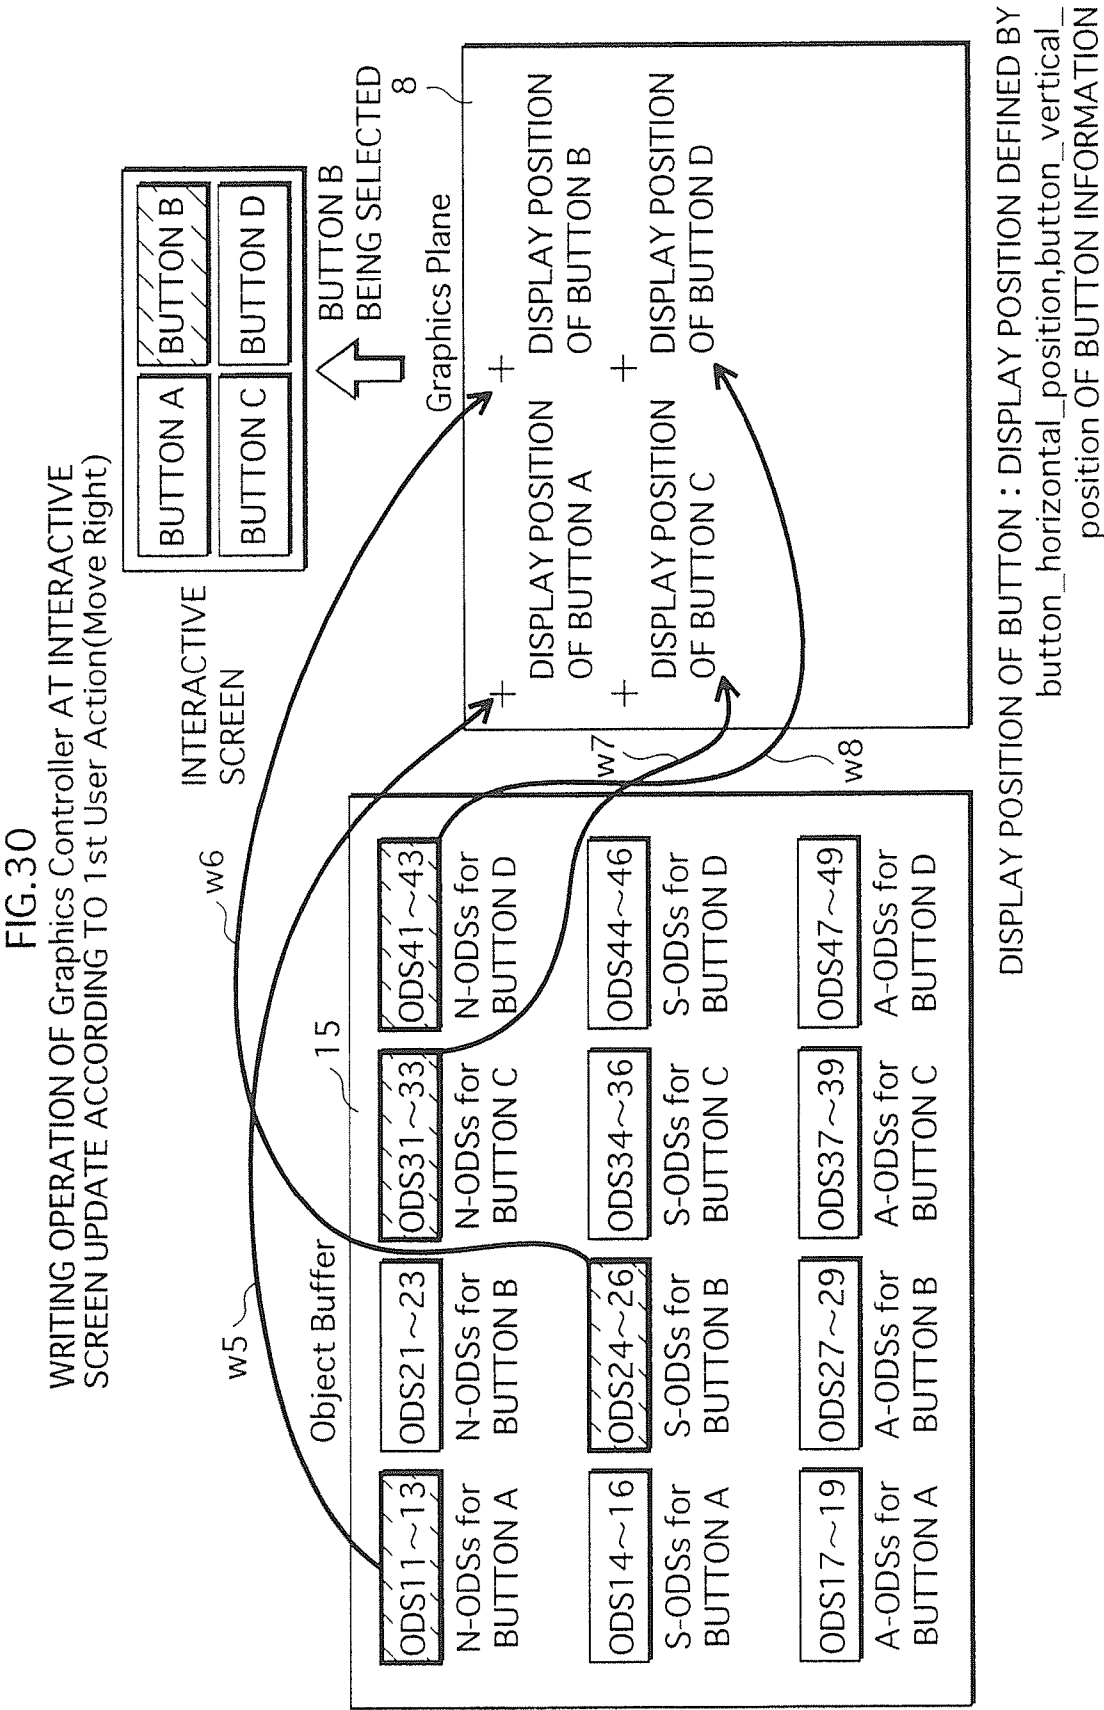 FIG.30
WRITING OPERATION OF Graphics Controller AT INTERACTIVE
SCREEN UPDATE ACCORDING TO 1st User Action(Move Right)
INTERACTIVE
SCREEN
BUTTON A
BUTTON B
BUTTON C
BUTTON D
BUTTON B
BEING SELECTED
w5
w6
Object Buffer
15
ODS11~13
N-ODSs for
BUTTON A
ODS21~23
N-ODSs for
BUTTON B
ODS31~33
N-ODSs for
BUTTON C
ODS41~43
N-ODSs for
BUTTON D
ODS14~16
S-ODSs for
BUTTON A
ODS24~26
S-ODSs for
BUTTON B
ODS34~36
S-ODSs for
BUTTON C
ODS44~46
S-ODSs for
BUTTON D
ODS17~19
A-ODSs for
BUTTON A
ODS27~29
A-ODSs for
BUTTON B
ODS37~39
A-ODSs for
BUTTON C
ODS47~49
A-ODSs for
BUTTON D
w7
w8
Graphics Plane
8
DISPLAY POSITION
OF BUTTON A
DISPLAY POSITION
OF BUTTON B
DISPLAY POSITION
OF BUTTON C
DISPLAY POSITION
OF BUTTON D
DISPLAY POSITION OF BUTTON : DISPLAY POSITION DEFINED BY
button_horizontal_position,button_vertical_
position OF BUTTON INFORMATION